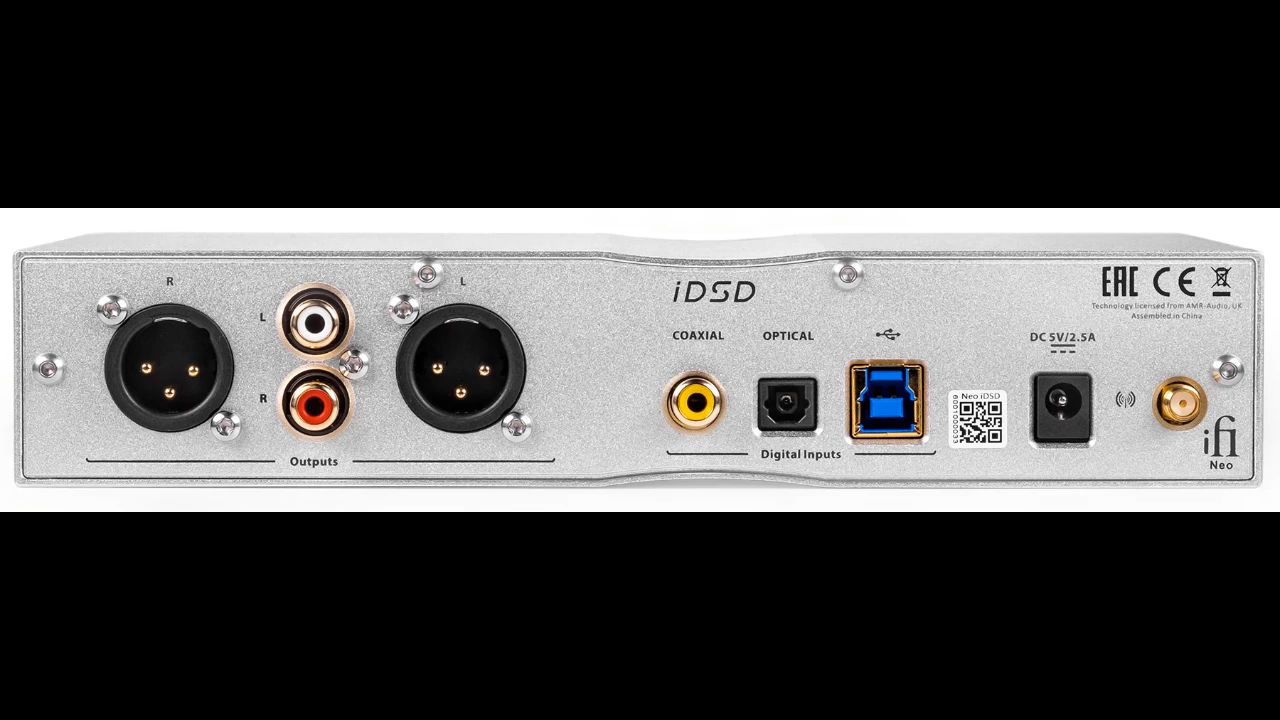 R
L
L
R
Outputs
iDSD
COAXIAL
OPTICAL
Digital Inputs
Neo iDSD
6001000033
DC 5V/2.5A
EAC CE
Technology licensed from AMR-Audio, UK
Assembled in China
ifi
Neo